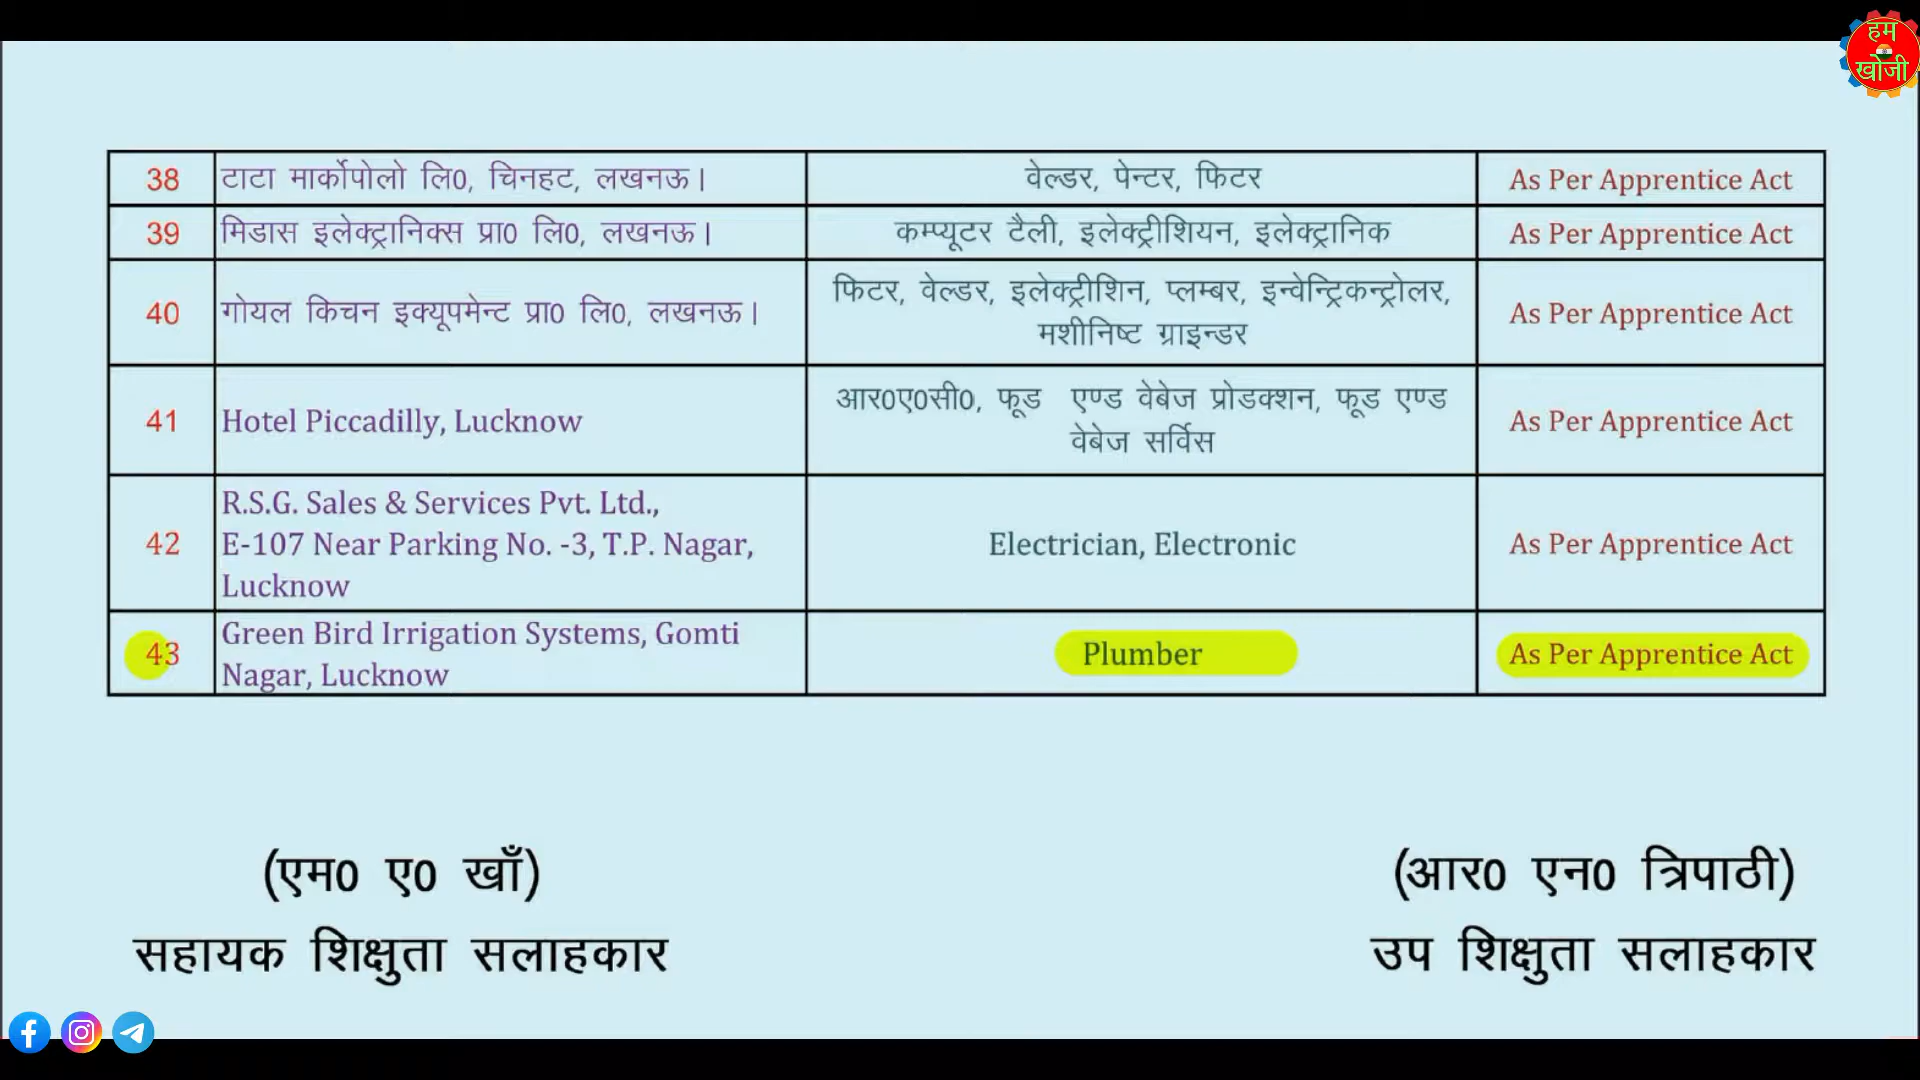 हम
खोजी
38 टाटा मार्कोपोलो लि0, चिनहट, लखनऊ। वेल्डर, पेन्टर, फिटर As Per Apprentice Act
39 मिडास इलेक्ट्रानिक्स प्रा0 लि0, लखनऊ। कम्प्यूटर टैली, इलेक्ट्रीशियन, इलेक्ट्रानिक As Per Apprentice Act
40 गोयल किचन इक्यूपमेन्ट प्रा0 लि0, लखनऊ। फिटर, वेल्डर, इलेक्ट्रीशिन, प्लम्बर, इन्वेन्ट्रिकन्ट्रोलर, As Per Apprentice Act
मशीनिष्ट ग्राइन्डर
41 Hotel Piccadilly, Lucknow आर0ए0सी0, फूड एण्ड वेबेज प्रोडक्शन, फूड एण्ड As Per Apprentice Act
वेबेज सर्विस
R.S.G. Sales & Services Pvt. Ltd.,
42 E-107 Near Parking No. -3, T.P. Nagar, Electrician, Electronic As Per Apprentice Act
Lucknow
43 Green Bird Irrigation Systems, Gomti Plumber As Per Apprentice Act
Nagar, Lucknow
(एम0 ए0 खाँ) (आर0 एन0 त्रिपाठी)
सहायक शिक्षुता सलाहकार उप शिक्षुता सलाहकार